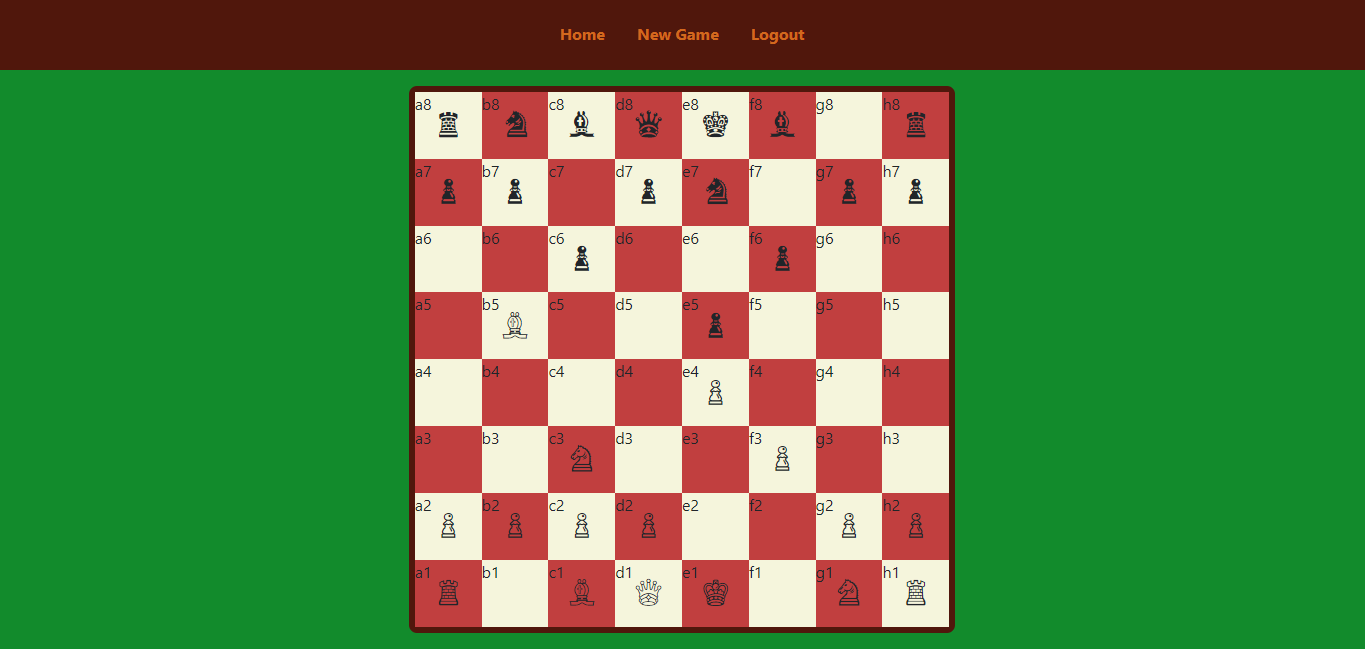 Home New Game Logout
a8 b8 c8 d8 e8 f8 g8 h8
a7 b7 c7 d7 e7 f7 g7 h7
a6 b6 c6 d6 e6 f6 g6 h6
a5 b5 c5 d5 e5 f5 g5 h5
a4 b4 c4 d4 e4 f4 g4 h4
a3 b3 c3 d3 e3 f3 g3 h3
a2 b2 c2 d2 e2 f2 g2 h2
a1 b1 c1 d1 e1 f1 g1 h1